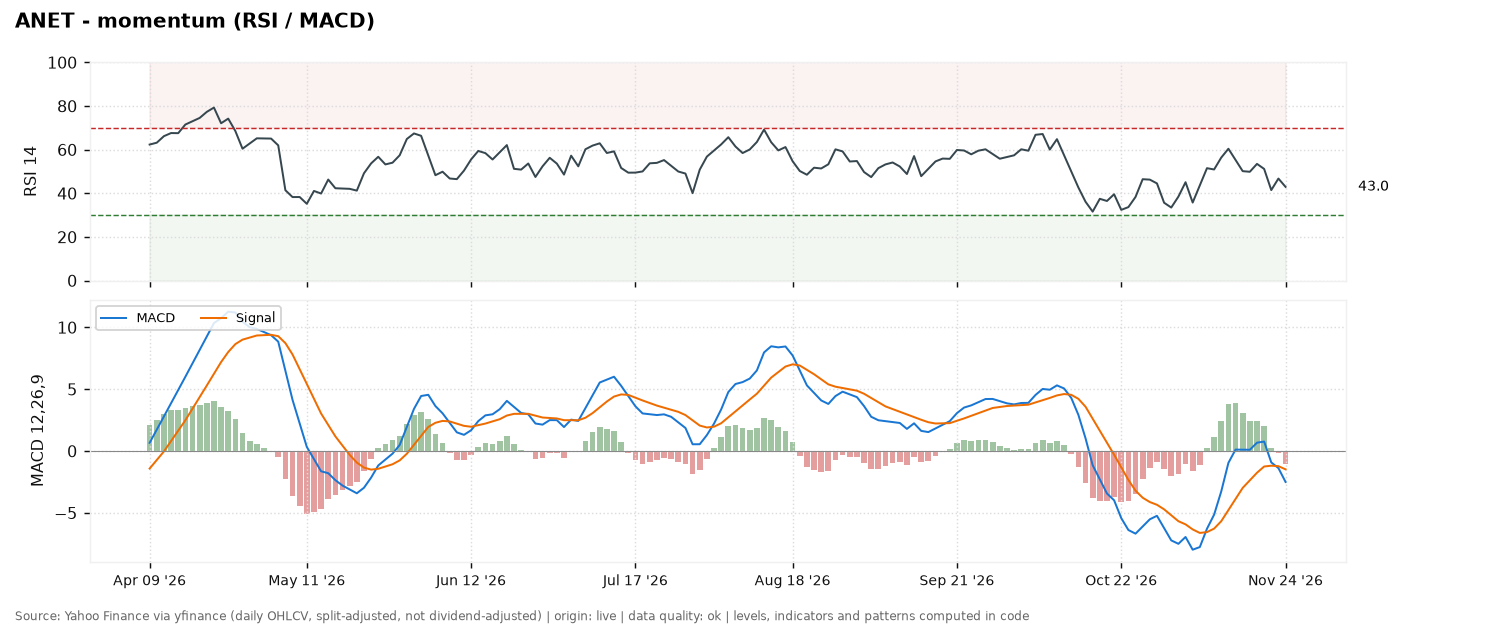 ANET - momentum (RSI / MACD)
100
80
60
40
20
0
RSI 14
43.0
MACD
Signal
10
5
0
−5
MACD 12,26,9
Apr 09 '26
May 11 '26
Jun 12 '26
Jul 17 '26
Aug 18 '26
Sep 21 '26
Oct 22 '26
Nov 24 '26
Source: Yahoo Finance via yfinance (daily OHLCV, split-adjusted, not dividend-adjusted) | origin: live | data quality: ok | levels, indicators and patterns computed in code